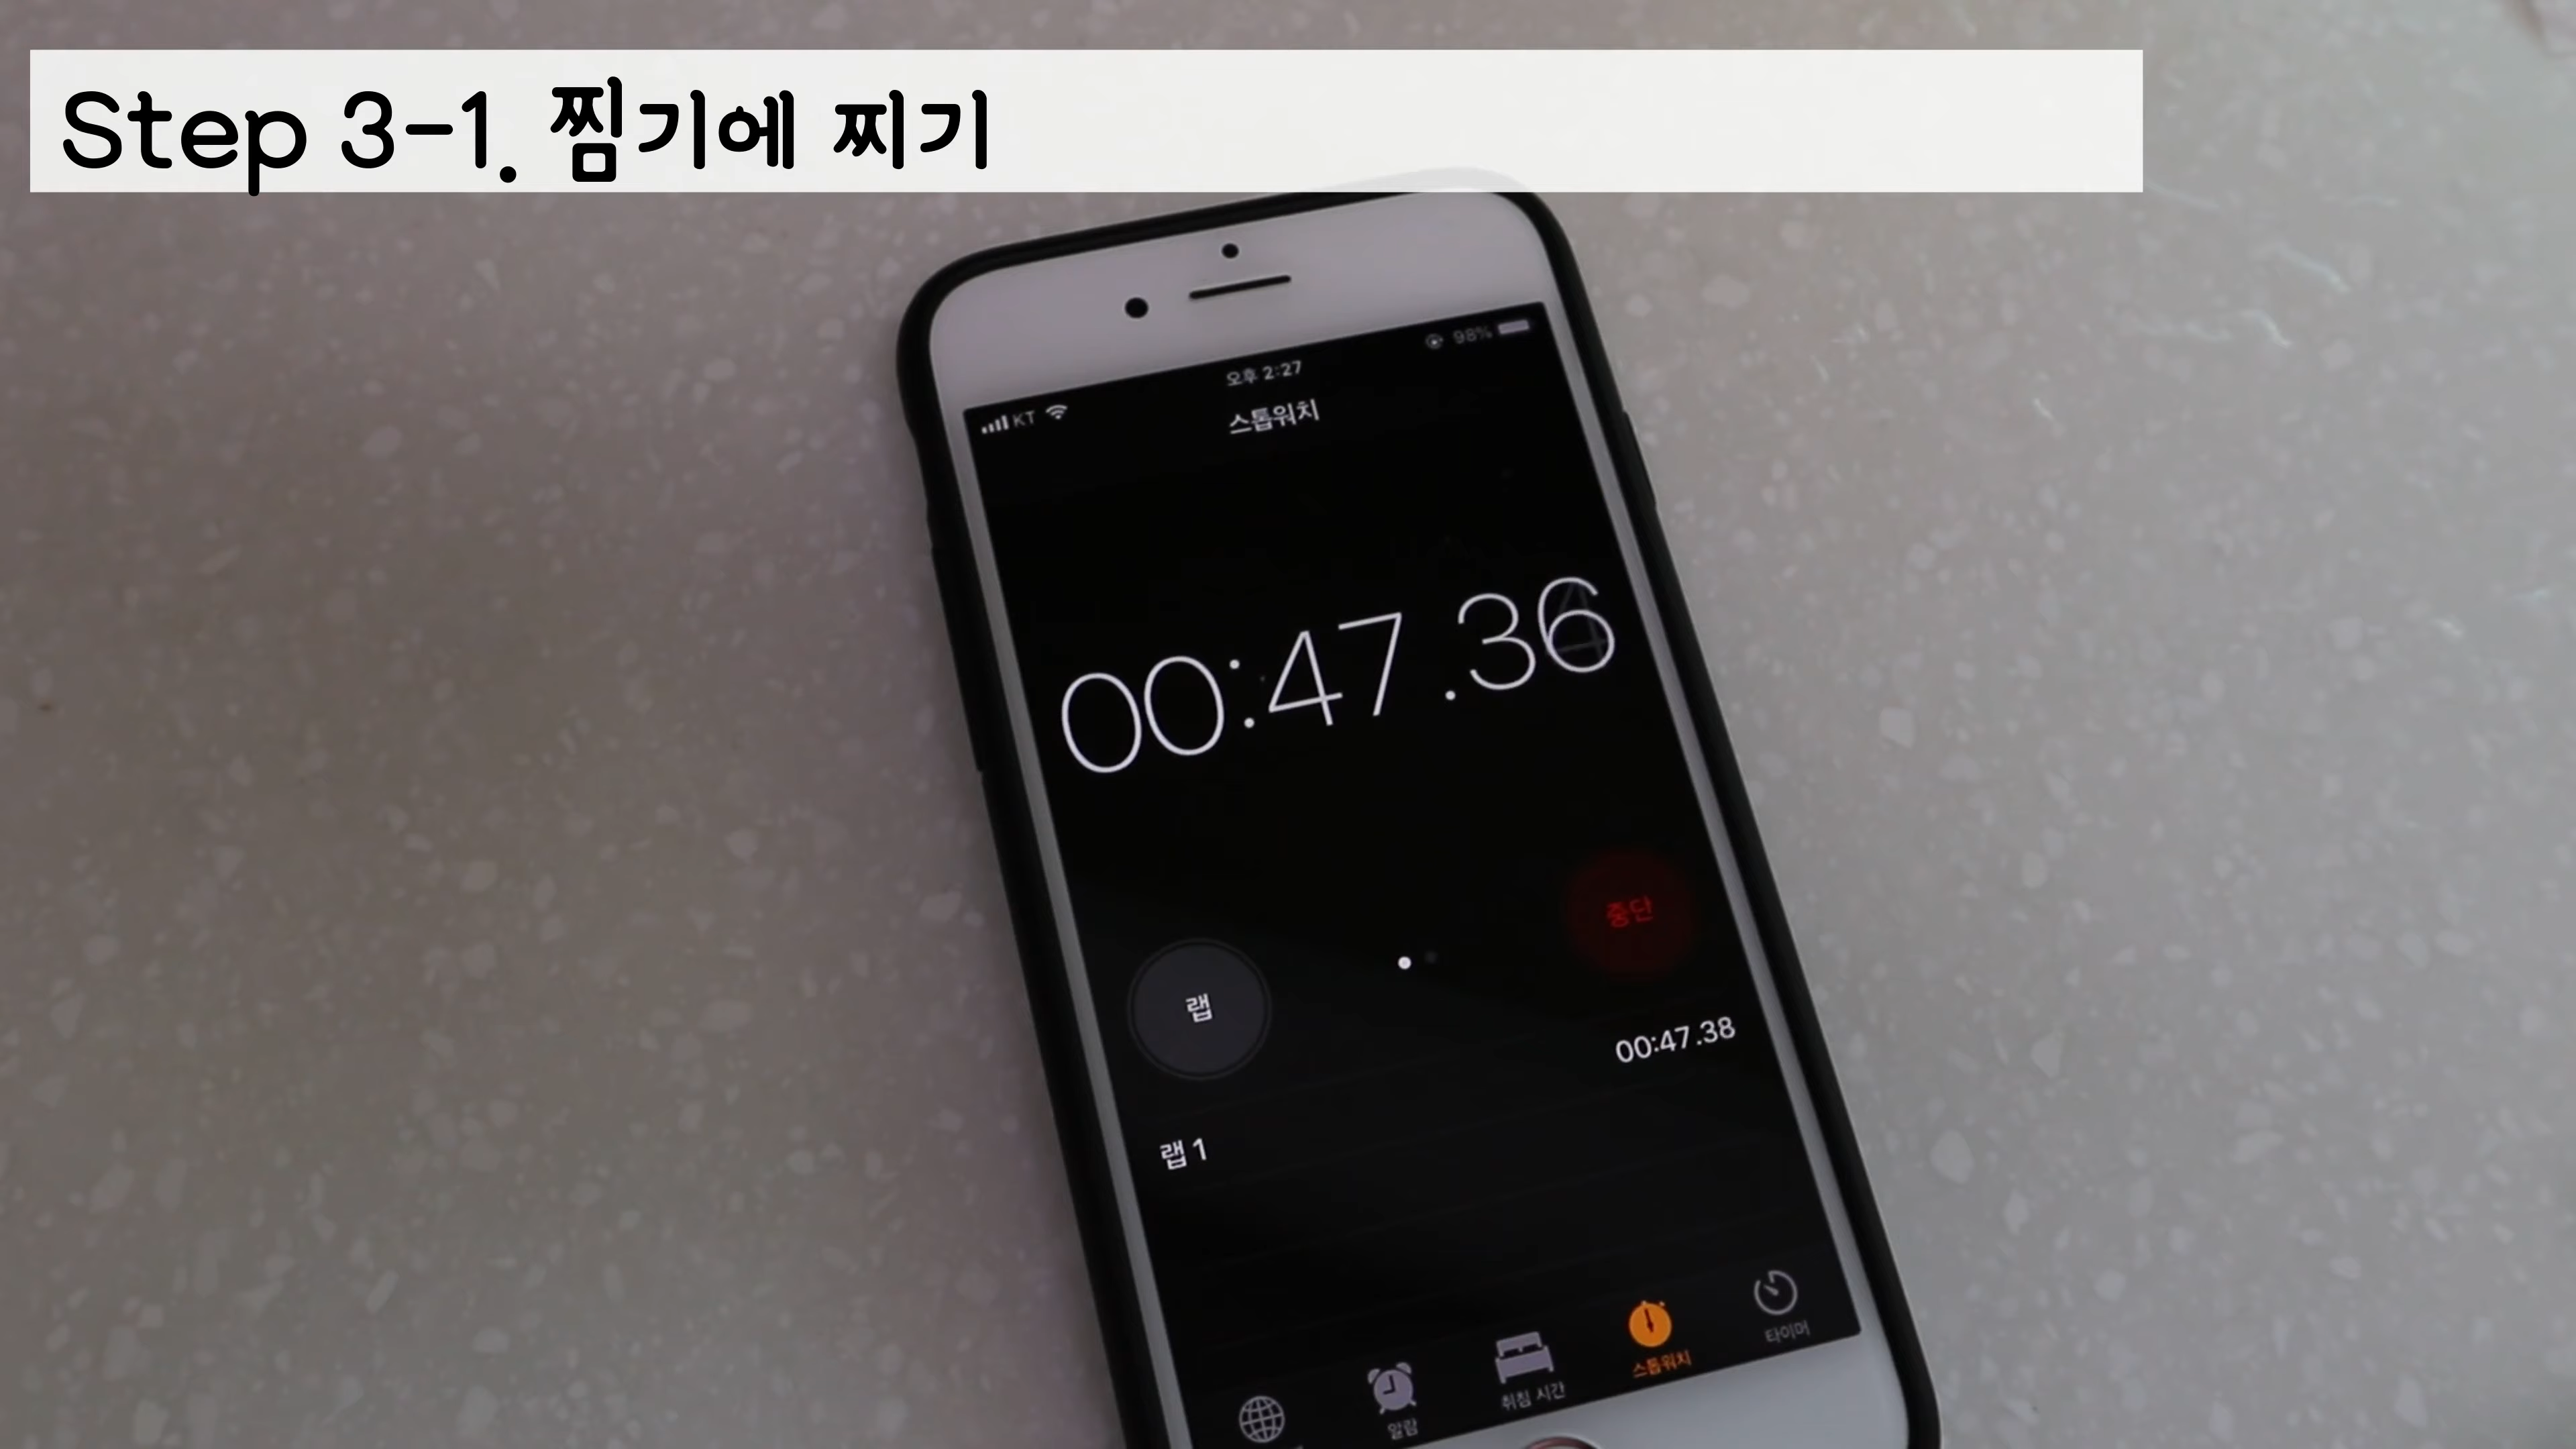 Step 3-1. 찜기에 찌기
KT 오후 2:27 98%
스톱워치
00:47.36
랩 중단
랩 1 00:47.38
알람 취침 시간 스톱워치 타이머